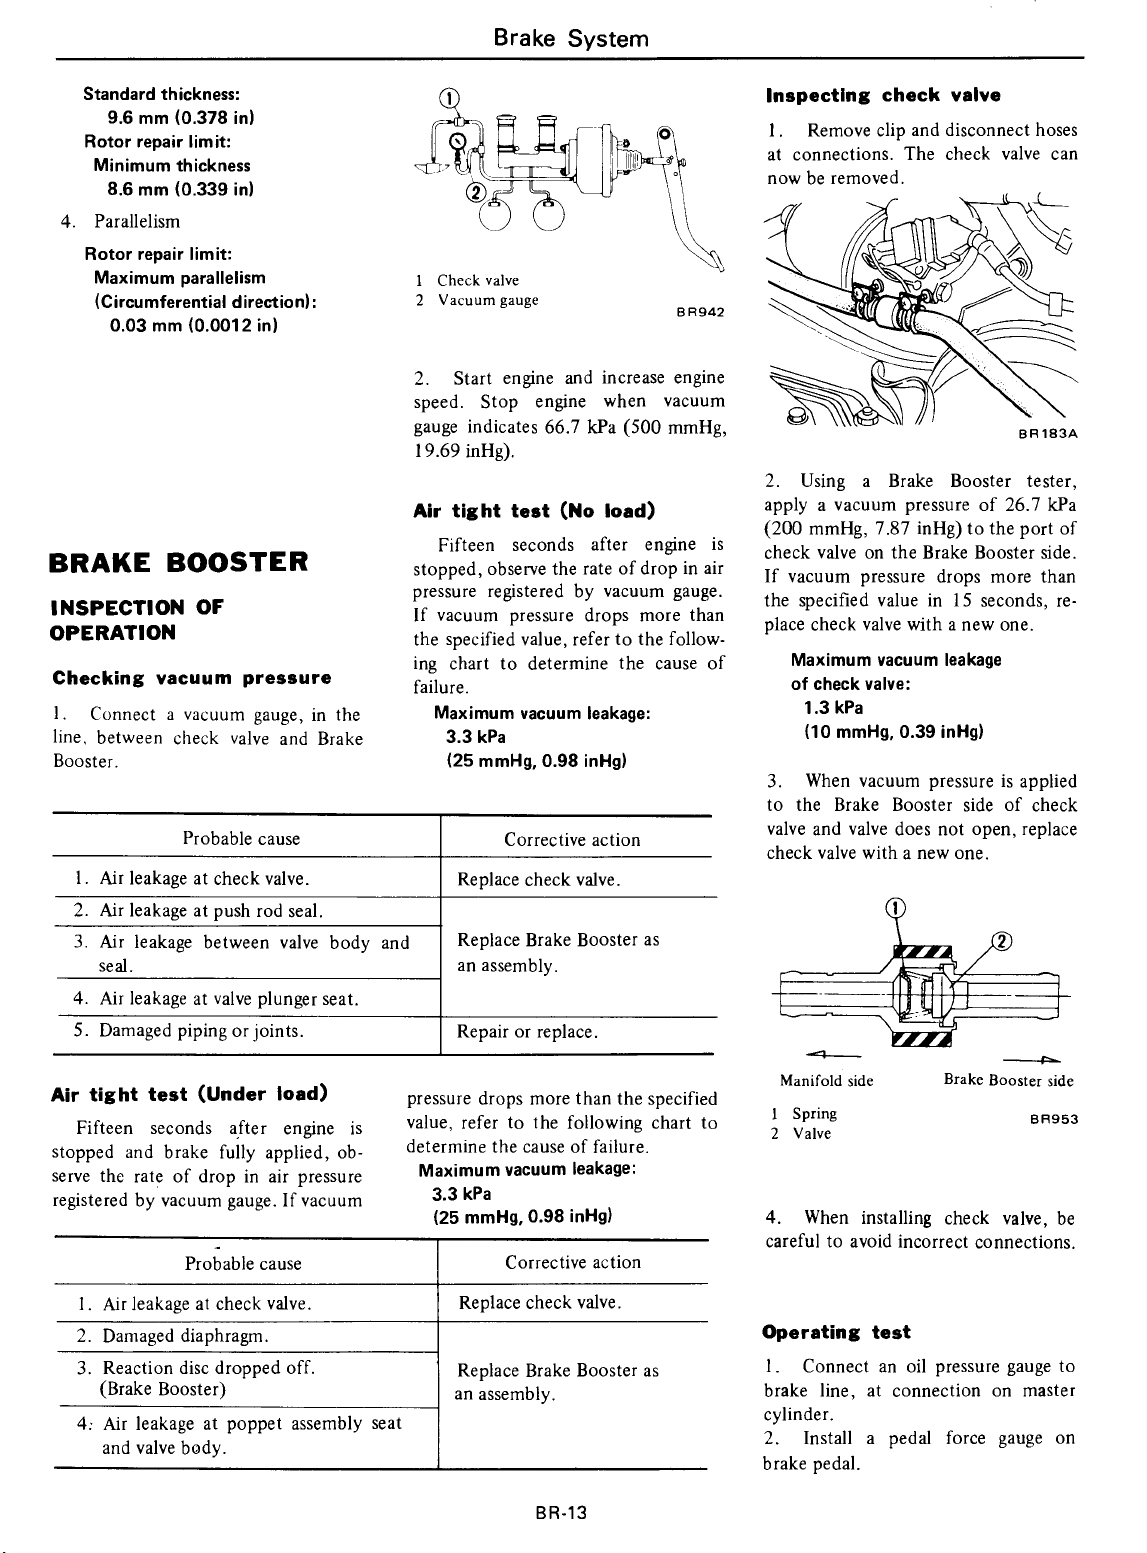 Brake System
Standard thickness:
9.6 mm (0.378 in)
Rotor repair limit:
Minimum thickness
8.6 mm (0.339 in)
4. Parallelism
Rotor repair limit:
Maximum parallelism
(Circumferential direction):
0.03 mm (0.0012 in)
BRAKE BOOSTER
INSPECTION OF
OPERATION
Checking vacuum pressure
1. Connect a vacuum gauge, in the
line, between check valve and Brake
Booster.
1
2
1 Check valve
2 Vacuum gauge
BR942
2. Start engine and increase engine
speed. Stop engine when vacuum
gauge indicates 66.7 kPa (500 mmHg,
19.69 inHg).
Air tight test (No load)
Fifteen seconds after engine is
stopped, observe the rate of drop in air
pressure registered by vacuum gauge.
If vacuum pressure drops more than
the specified value, refer to the follow-
ing chart to determine the cause of
failure.
Maximum vacuum leakage:
3.3 kPa
(25 mmHg, 0.98 inHg)
Probable cause
Corrective action
1. Air leakage at check valve.
Replace check valve.
2. Air leakage at push rod seal.
3. Air leakage between valve body and
seal.
4. Air leakage at valve plunger seat.
Replace Brake Booster as
an assembly.
5. Damaged piping or joints.
Repair or replace.
Air tight test (Under load)
Fifteen seconds after engine is
stopped and brake fully applied, ob-
serve the rate of drop in air pressure
registered by vacuum gauge. If vacuum
pressure drops more than the specified
value, refer to the following chart to
determine the cause of failure.
Maximum vacuum leakage:
3.3 kPa
(25 mmHg, 0.98 inHg)
Probable cause
Corrective action
1. Air leakage at check valve.
Replace check valve.
2. Damaged diaphragm.
3. Reaction disc dropped off.
(Brake Booster)
4. Air leakage at poppet assembly seat
and valve body.
Replace Brake Booster as
an assembly.
Inspecting check valve
1. Remove clip and disconnect hoses
at connections. The check valve can
now be removed.
BR183A
2. Using a Brake Booster tester,
apply a vacuum pressure of 26.7 kPa
(200 mmHg, 7.87 inHg) to the port of
check valve on the Brake Booster side.
If vacuum pressure drops more than
the specified value in 15 seconds, re-
place check valve with a new one.
Maximum vacuum leakage
of check valve:
1.3 kPa
(10 mmHg, 0.39 inHg)
3. When vacuum pressure is applied
to the Brake Booster side of check
valve and valve does not open, replace
check valve with a new one.
1
2
Manifold side
Brake Booster side
1 Spring
2 Valve
BR953
4. When installing check valve, be
careful to avoid incorrect connections.
Operating test
1. Connect an oil pressure gauge to
brake line, at connection on master
cylinder.
2. Install a pedal force gauge on
brake pedal.
BR-13